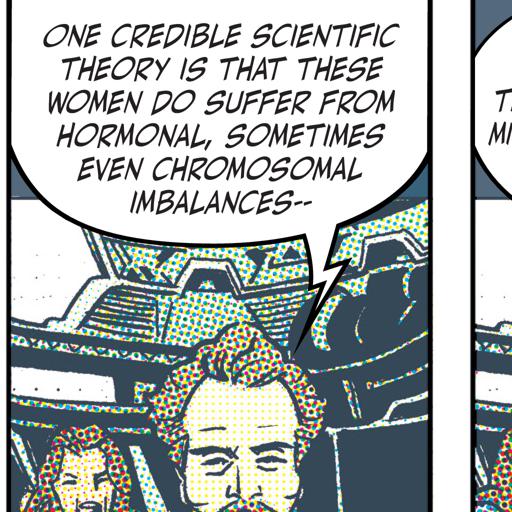 ONE CREDIBLE SCIENTIFIC
THEORY IS THAT THESE
WOMEN DO SUFFER FROM
HORMONAL, SOMETIMES
EVEN CHROMOSOMAL
IMBALANCES--